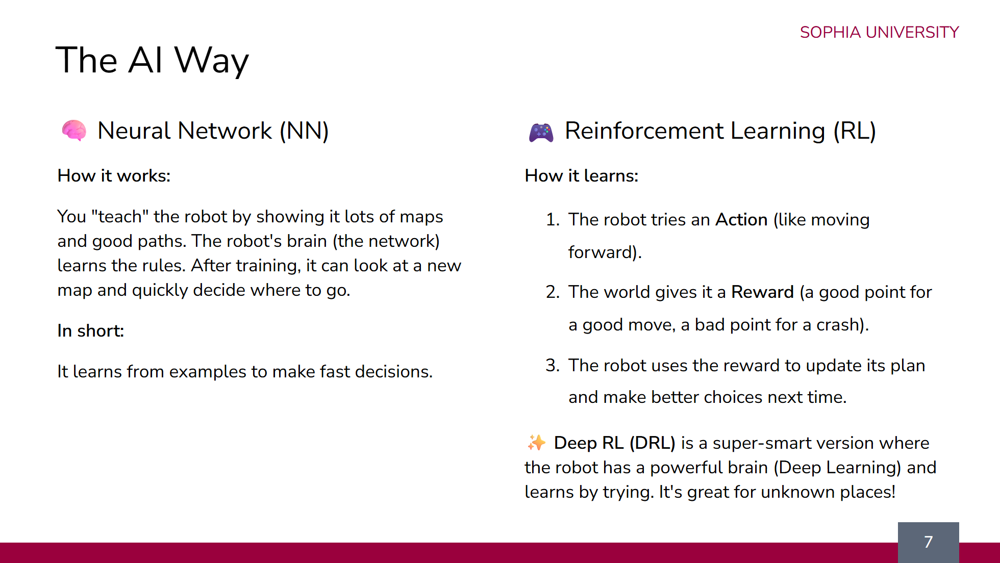 SOPHIA UNIVERSITY
The AI Way
🧠 Neural Network (NN)
How it works:
You "teach" the robot by showing it lots of maps
and good paths. The robot's brain (the network)
learns the rules. After training, it can look at a new
map and quickly decide where to go.
In short:
It learns from examples to make fast decisions.
🎮 Reinforcement Learning (RL)
How it learns:
1. The robot tries an Action (like moving
forward).
2. The world gives it a Reward (a good point for
a good move, a bad point for a crash).
3. The robot uses the reward to update its plan
and make better choices next time.
✨ Deep RL (DRL) is a super-smart version where
the robot has a powerful brain (Deep Learning) and
learns by trying. It's great for unknown places!
7